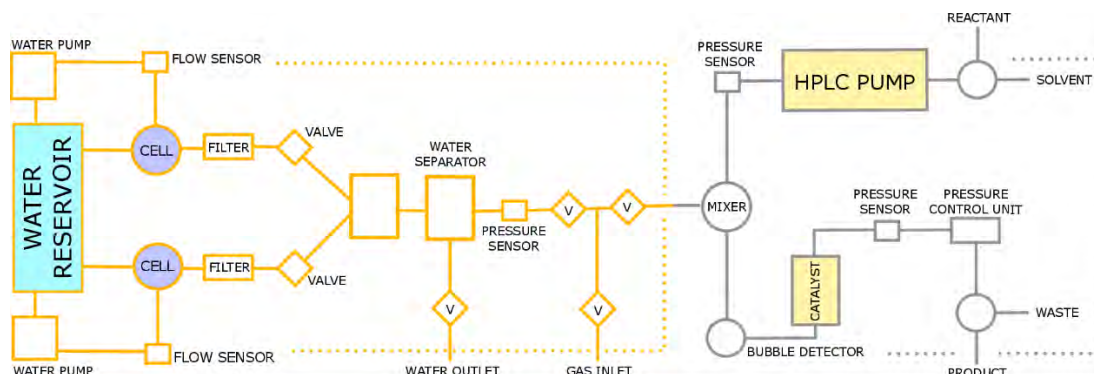 REACTANT
WATER PUMP
FLOW SENSOR
PRESSURE
SENSOR
HPLC PUMP
SOLVENT
WATER
RESERVOIR
CELL
FILTER
VALVE
WATER
SEPARATOR
V
V
PRESSURE
SENSOR
MIXER
PRESSURE
SENSOR
PRESSURE
CONTROL UNIT
CELL
FILTER
VALVE
V
V
CATALYST
WASTE
FLOW SENSOR
BUBBLE DETECTOR
WATER PUMP
WATER OUTLET
GAS INLET
PRODUCT